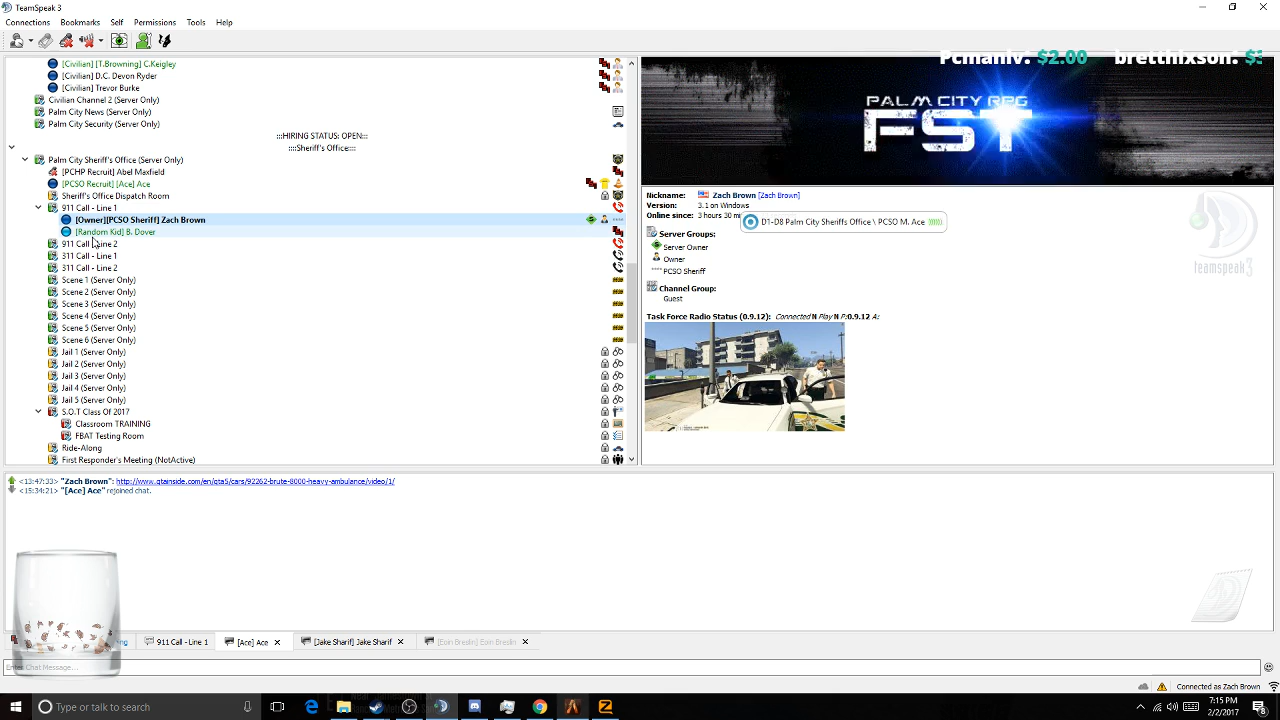 TeamSpeak 3
Connections Bookmarks Self Permissions Tools Help
Pcmanlv: $2.00 bretthixson: $
[Civilian] [T.Browning] C.Keigley
[Civilian] D.C. Devon Ryder
[Civilian] Trevor Burke
Civilian Channel 2 (Server Only)
Palm City News (Server Only)
Palm City Security (Server Only)
:::HIRING STATUS: OPEN:::
::::Sheriff's Office::::
Palm City Sheriff's Office (Server Only)
[PCHP Recruit] Abel Maxfield
[PCSO Recruit] [Ace] Ace
Sheriff's Office Dispatch Room
911 Call - Line 1
[Owner][PCSO Sheriff] Zach Brown
[Random Kid] B. Dover
911 Call - Line 2
311 Call - Line 1
311 Call - Line 2
Scene 1 (Server Only)
Scene 2 (Server Only)
Scene 3 (Server Only)
Scene 4 (Server Only)
Scene 5 (Server Only)
Scene 6 (Server Only)
Jail 1 (Server Only)
Jail 2 (Server Only)
Jail 3 (Server Only)
Jail 4 (Server Only)
Jail 5 (Server Only)
S.O.T Class Of 2017
Classroom TRAINING
FBAT Testing Room
Ride-Along
First Responder's Meeting (NotActive)
PALM CITY RPG
FST
Nickname: Zach Brown [Zach Brown]
Version: 3.1 on Windows
Online since: 3 hours 30 m
D1-D8 Palm City Sheriffs Office \ PCSO M. Ace
Server Groups:
Server Owner
Owner
PCSO Sheriff
Channel Group:
Guest
Task Force Radio Status (0.9.12): Connected N Play N P:0.9.12 A:
teamspeak3
<13:47:33> "Zach Brown": http://www.gtainside.com/en/gta5/cars/92262-brute-8000-heavy-ambulance/video/1/
<15:34:21> "[Ace] Ace" rejoined chat.
911 Call - Line 1 [Ace] Ace [Jake Sharif] Jake Sharif [Eoin Breslin] Eoin Breslin
Enter Chat Message...
Connected as Zach Brown
Type or talk to search
7:15 PM
2/2/2017
8